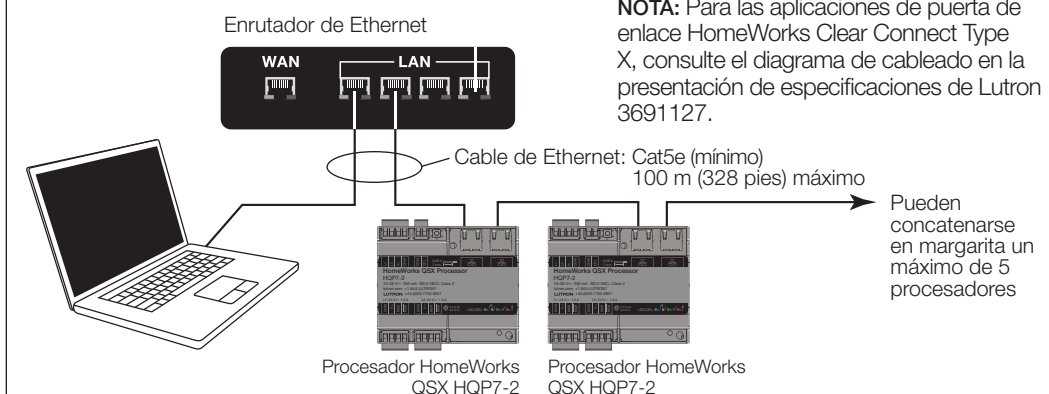 NOTA: Para las aplicaciones de puerta de
enlace HomeWorks Clear Connect Type
X, consulte el diagrama de cableado en la
presentación de especificaciones de Lutron
3691127.
Enrutador de Ethernet
WAN
LAN
Cable de Ethernet: Cat5e (mínimo)
100 m (328 pies) máximo
Pueden
concatenarse
en margarita un
máximo de 5
procesadores
HomeWorks QSX Processor
HQP7-2
LUTRON
HomeWorks QSX Processor
HQP7-2
LUTRON
Procesador HomeWorks
QSX HQP7-2
Procesador HomeWorks
QSX HQP7-2